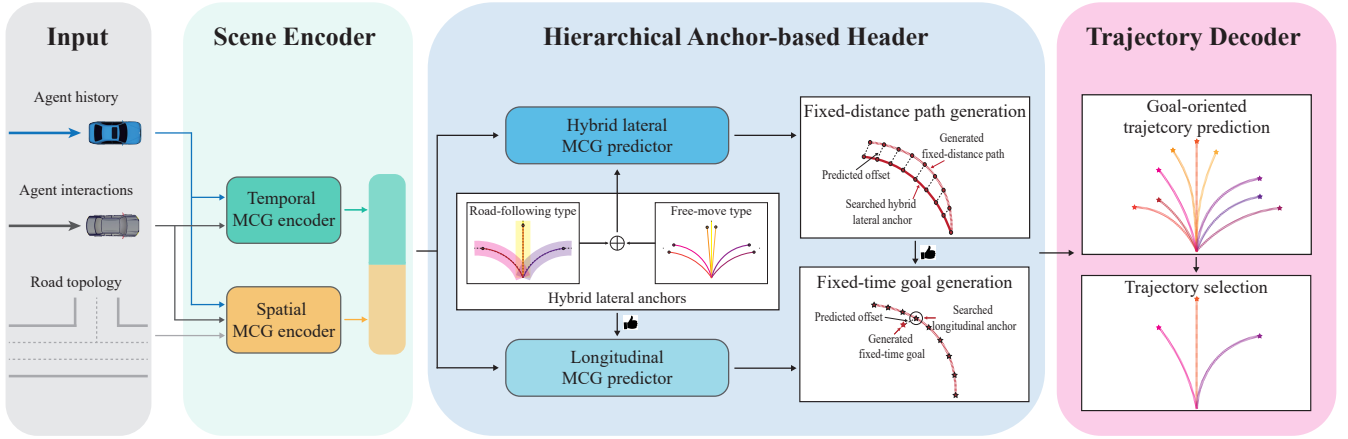 Input
Agent history
Agent interactions
Road topology
Scene Encoder
Temporal
MCG encoder
Spatial
MCG encoder
Hierarchical Anchor-based Header
Hybrid lateral
MCG predictor
Road-following type
Free-move type
Hybrid lateral anchors
Longitudinal
MCG predictor
Fixed-distance path generation
Generated
fixed-distance path
Predicted offset
Searched hybrid
lateral anchor
Fixed-time goal generation
Predicted offset
Searched
longitudinal anchor
Generated
fixed-time goal
Trajectory Decoder
Goal-oriented
trajetcory prediction
Trajectory selection